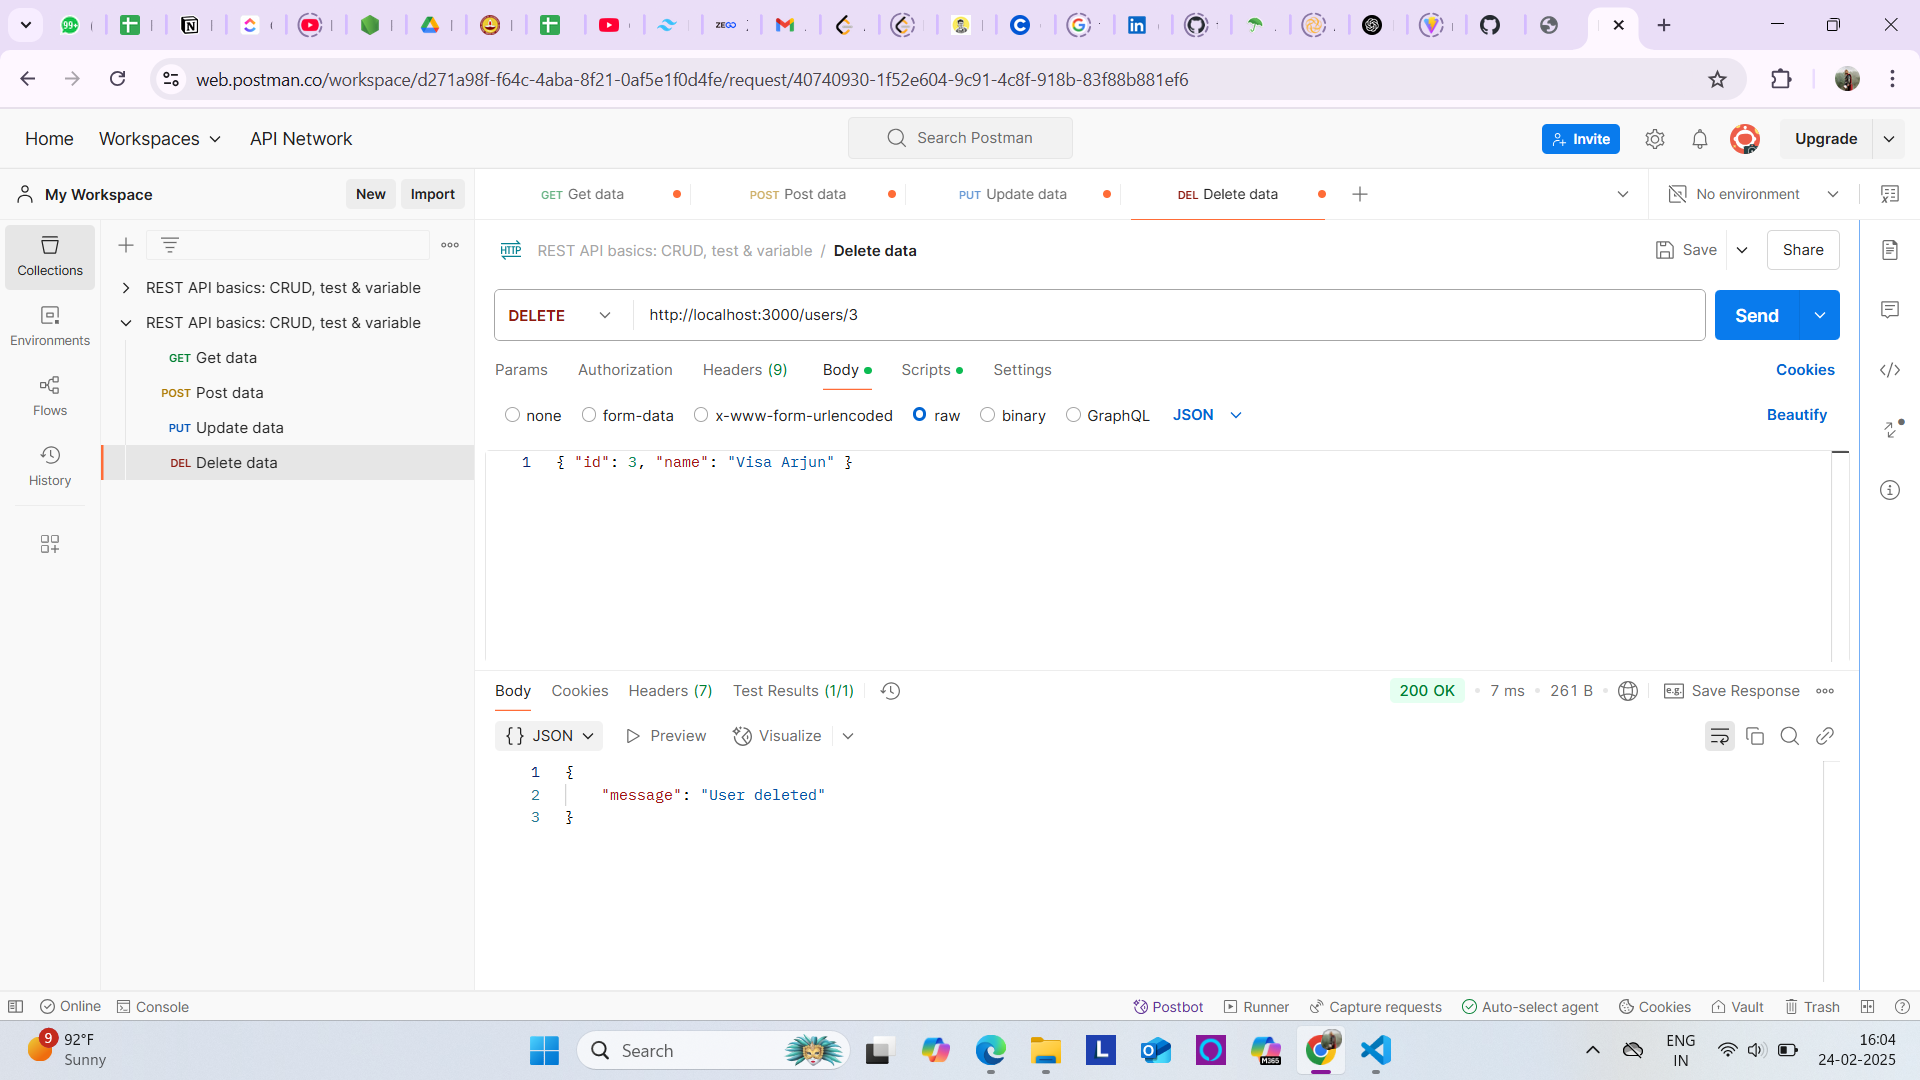 99+
ZEGO
web.postman.co/workspace/d271a98f-f64c-4aba-8f21-0af5e1f0d4fe/request/40740930-1f52e604-9c91-4c8f-918b-83f88b881ef6
Home Workspaces API Network Search Postman Invite Upgrade
My Workspace New Import GET Get data POST Post data PUT Update data DEL Delete data No environment
Collections
Environments
Flows
History
REST API basics: CRUD, test & variable
REST API basics: CRUD, test & variable
GET Get data
POST Post data
PUT Update data
DEL Delete data
HTTP REST API basics: CRUD, test & variable / Delete data Save Share
DELETE http://localhost:3000/users/3 Send
Params Authorization Headers (9) Body Scripts Settings Cookies
none form-data x-www-form-urlencoded raw binary GraphQL JSON Beautify
1 { "id": 3, "name": "Visa Arjun" }
Body Cookies Headers (7) Test Results (1/1) 200 OK 7 ms 261 B e.g. Save Response
{} JSON Preview Visualize
1 {
2 "message": "User deleted"
3 }
Online Console Postbot Runner Capture requests Auto-select agent Cookies Vault Trash
9 92°F
Sunny
Search
L
M365
ENG
IN
16:04
24-02-2025